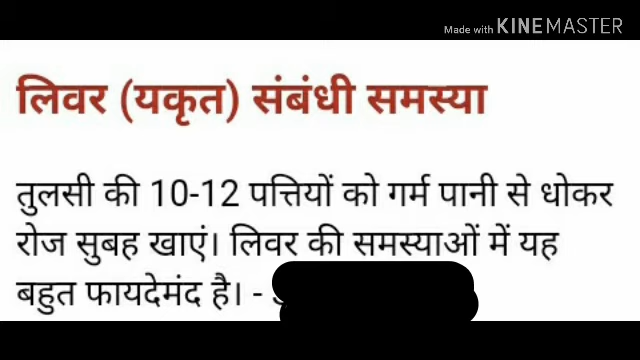 Made with KINEMASTER
लिवर (यकृत) संबंधी समस्या
तुलसी की 10-12 पत्तियों को गर्म पानी से धोकर
रोज सुबह खाएं। लिवर की समस्याओं में यह
बहुत फायदेमंद है। -